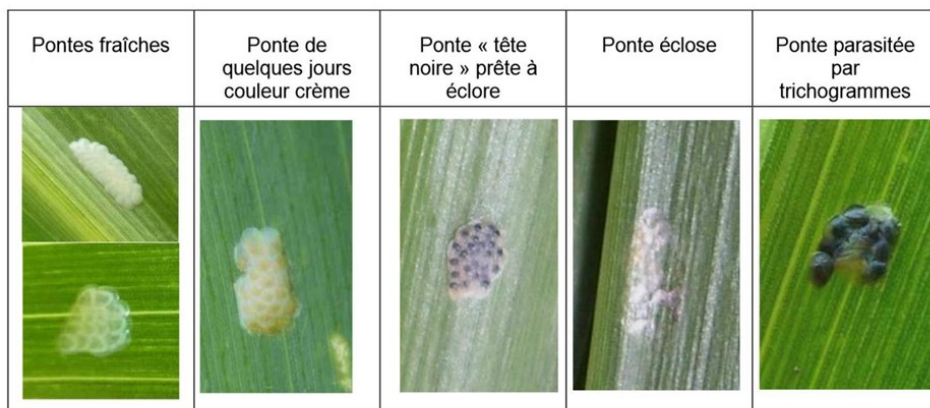 Pontes fraîches
Ponte de
quelques jours
couleur crème
Ponte « tête
noire » prête à
éclore
Ponte éclose
Ponte parasitée
par
trichogrammes